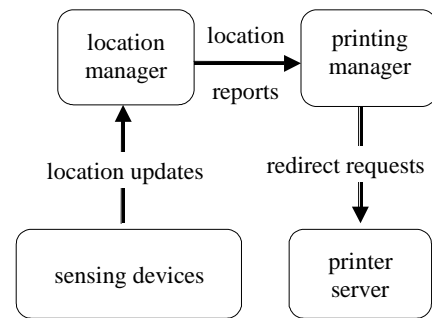 location
manager
location
reports
printing
manager
location updates
redirect requests
sensing devices
printer
server